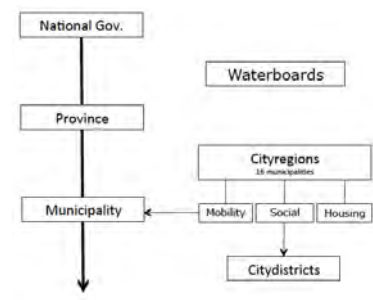 National Gov.
Waterboards
Province
Cityregions
16 municipalities
Municipality
Mobility
Social
Housing
Citydistricts